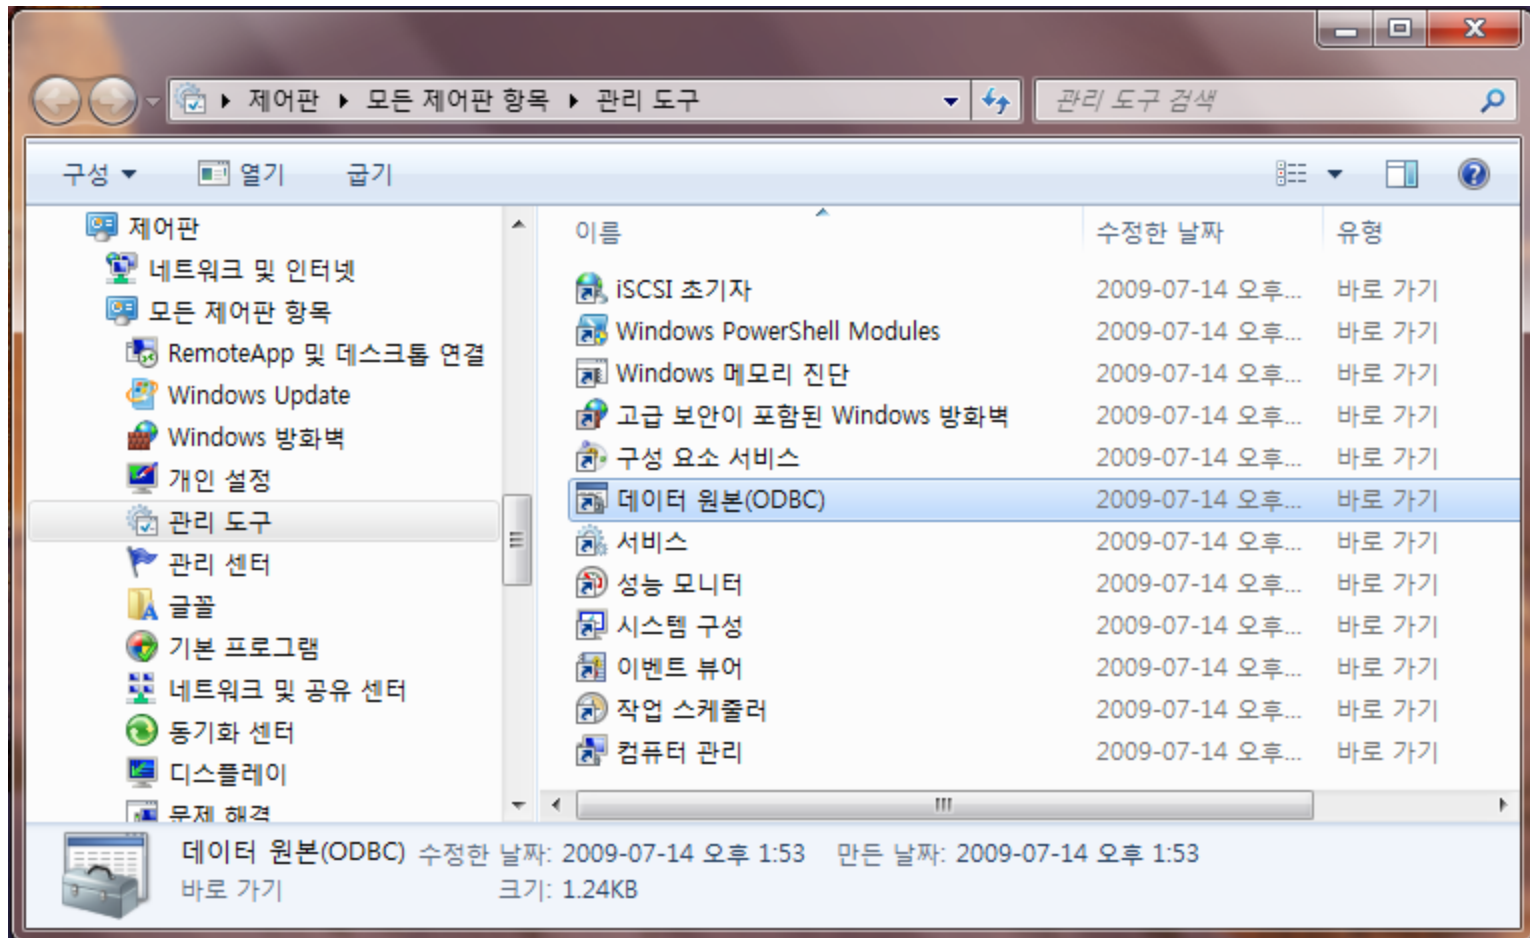 제어판 ▶ 모든 제어판 항목 ▶ 관리 도구
관리 도구 검색
구성 열기 굽기
제어판
네트워크 및 인터넷
모든 제어판 항목
RemoteApp 및 데스크톱 연결
Windows Update
Windows 방화벽
개인 설정
관리 도구
관리 센터
글꼴
기본 프로그램
네트워크 및 공유 센터
동기화 센터
디스플레이
문제 해결
이름 수정한 날짜 유형
iSCSI 초기자 2009-07-14 오후... 바로 가기
Windows PowerShell Modules 2009-07-14 오후... 바로 가기
Windows 메모리 진단 2009-07-14 오후... 바로 가기
고급 보안이 포함된 Windows 방화벽 2009-07-14 오후... 바로 가기
구성 요소 서비스 2009-07-14 오후... 바로 가기
데이터 원본(ODBC) 2009-07-14 오후... 바로 가기
서비스 2009-07-14 오후... 바로 가기
성능 모니터 2009-07-14 오후... 바로 가기
시스템 구성 2009-07-14 오후... 바로 가기
이벤트 뷰어 2009-07-14 오후... 바로 가기
작업 스케줄러 2009-07-14 오후... 바로 가기
컴퓨터 관리 2009-07-14 오후... 바로 가기
데이터 원본(ODBC) 수정한 날짜: 2009-07-14 오후 1:53 만든 날짜: 2009-07-14 오후 1:53
바로 가기 크기: 1.24KB